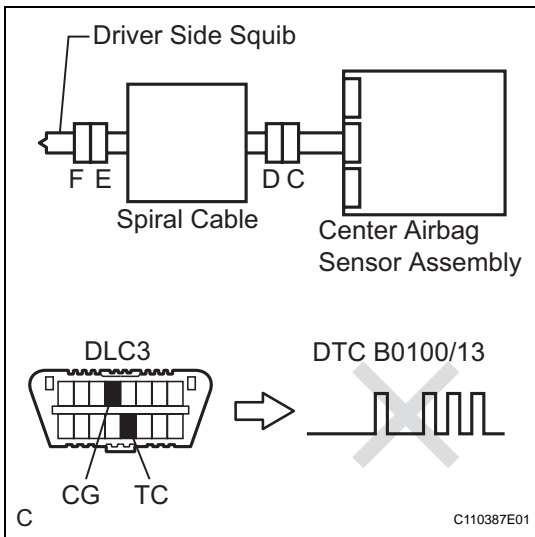 Driver Side Squib
F E
D C
Spiral Cable
Center Airbag
Sensor Assembly
DLC3
DTC B0100/13
CG TC
C
C110387E01